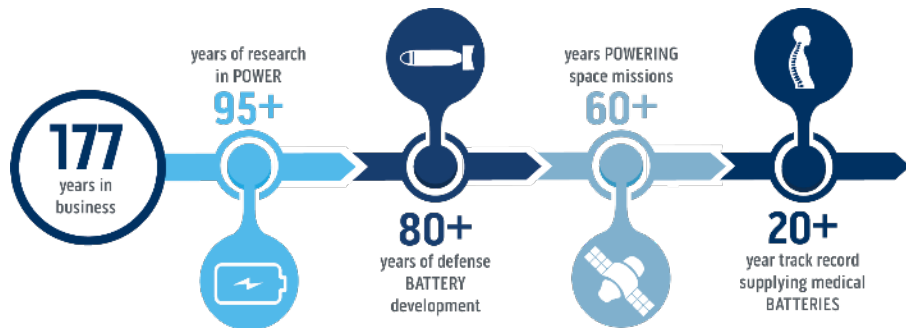 177
years in
business
years of research
in POWER
95+
80+
years of defense
BATTERY
development
years POWERING
space missions
60+
20+
year track record
supplying medical
BATTERIES